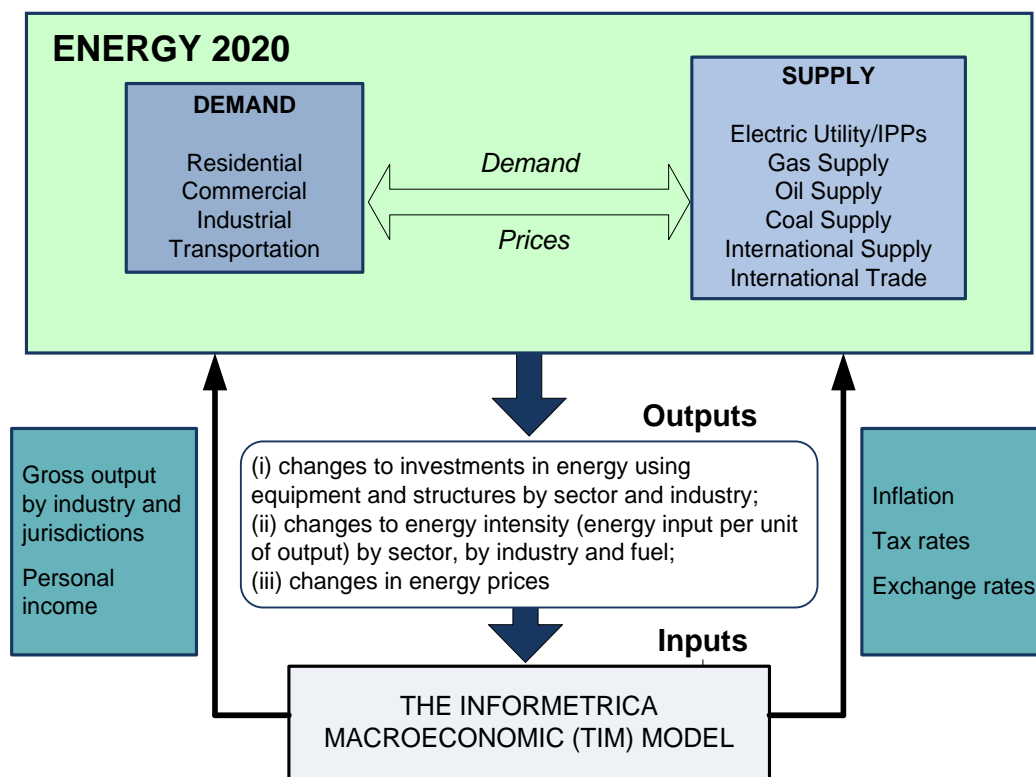 ENERGY 2020
DEMAND
Residential
Commercial
Industrial
Transportation
Demand
Prices
SUPPLY
Electric Utility/IPPs
Gas Supply
Oil Supply
Coal Supply
International Supply
International Trade
Outputs
Gross output
by industry and
jurisdictions
Personal
income
(i) changes to investments in energy using
equipment and structures by sector and industry;
(ii) changes to energy intensity (energy input per unit
of output) by sector, by industry and fuel;
(iii) changes in energy prices
Inflation
Tax rates
Exchange rates
Inputs
THE INFORMETRICA
MACROECONOMIC (TIM) MODEL